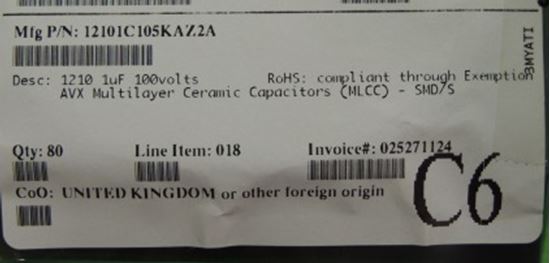 Mfg P/N: 12101C105KAZ2A
Desc: 1210 1uF 100volts RoHS: compliant through Exemption
AVX Multilayer Ceramic Capacitors (MLCC) - SMD/S
3MYATI
Qty: 80 Line Item: 018 Invoice#: 025271124
CoO: UNITED KINGDOM or other foreign origin
C6